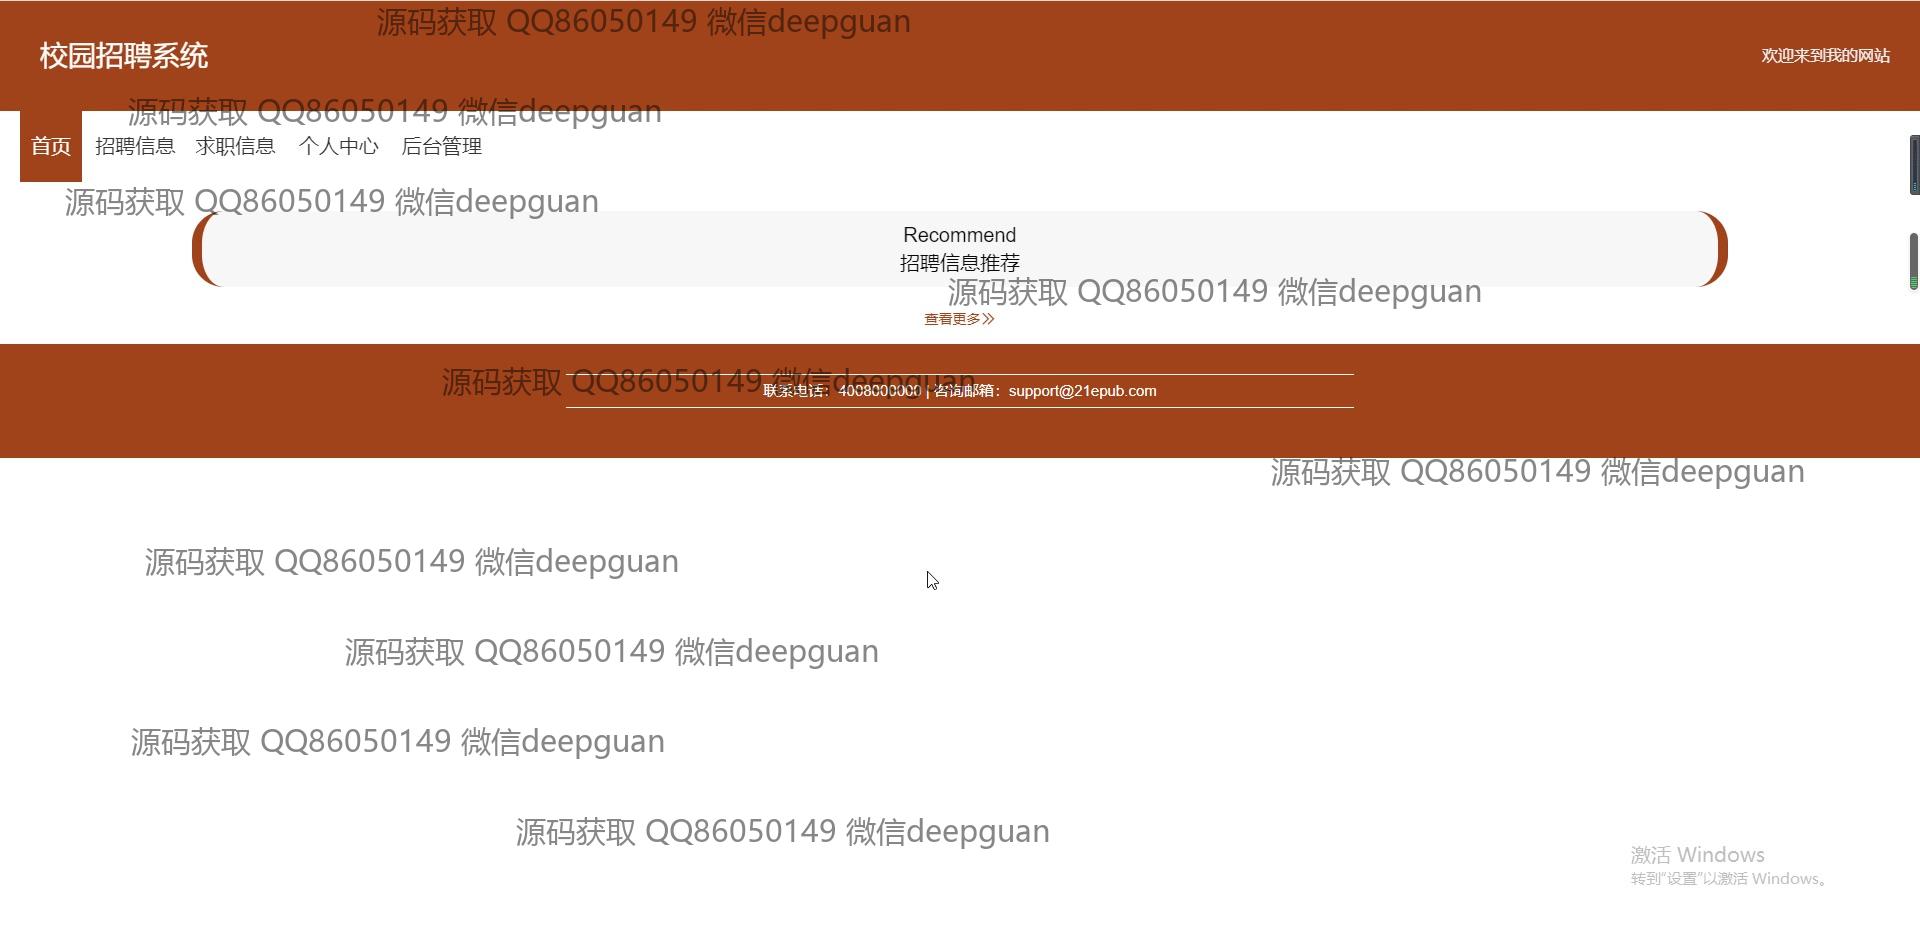 源码获取 QQ86050149 微信deepguan
校园招聘系统
欢迎来到我的网站
源码获取 QQ86050149 微信deepguan
首页 招聘信息 求职信息 个人中心 后台管理
源码获取 QQ86050149 微信deepguan
Recommend
招聘信息推荐
源码获取 QQ86050149 微信deepguan
查看更多
源码获取 QQ86050149 微信deepguan
联系电话：4008000000 | 咨询邮箱：support@21epub.com
源码获取 QQ86050149 微信deepguan
源码获取 QQ86050149 微信deepguan
源码获取 QQ86050149 微信deepguan
源码获取 QQ86050149 微信deepguan
源码获取 QQ86050149 微信deepguan
激活 Windows
转到“设置”以激活 Windows。